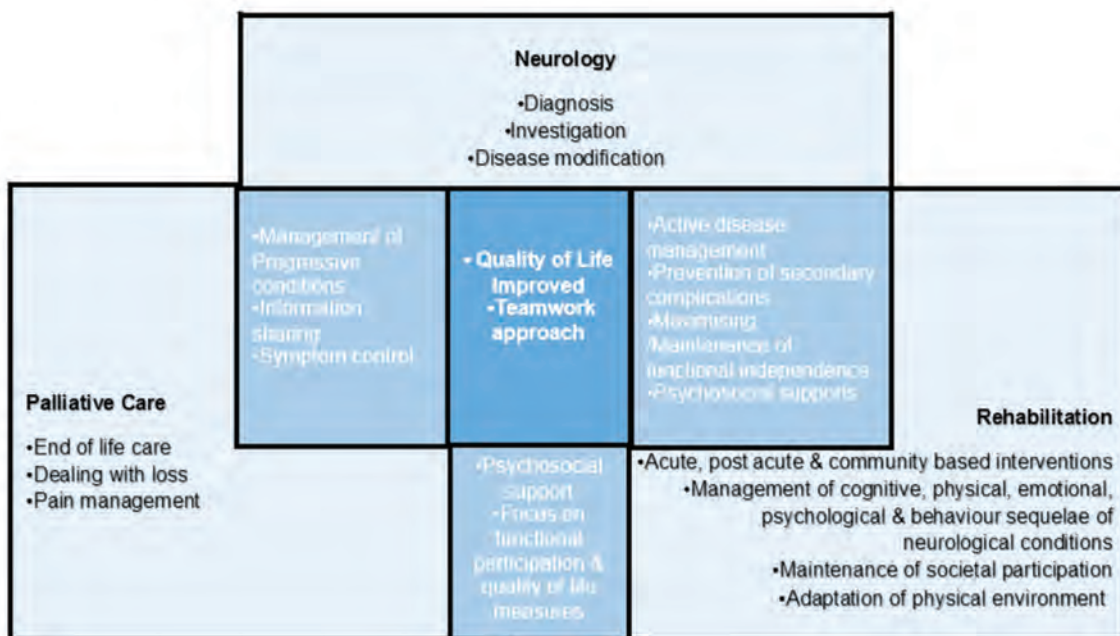 Neurology
•Diagnosis
•Investigation
•Disease modification
•Management of
Progressive
conditions
•Information
sharing
•Symptom control
• Quality of Life
Improved
•Teamwork
approach
•Active disease
management
•Prevention of secondary
complications
•Maximising
/Maintenance of
functional independence
•Psychosocial supports
Palliative Care
•End of life care
•Dealing with loss
•Pain management
•Psychosocial
support
•Focus on
functional
participation &
quality of life
measures
Rehabilitation
•Acute, post acute & community based interventions
•Management of cognitive, physical, emotional,
psychological & behaviour sequelae of
neurological conditions
•Maintenance of societal participation
•Adaptation of physical environment